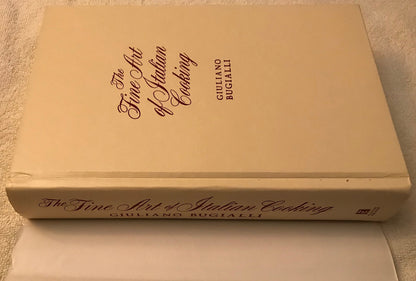 The
Fine Art
of Italian
Cooking
GIULIANO
BUGIALLI
The Fine Art of Italian Cooking
GIULIANO BUGIALLI